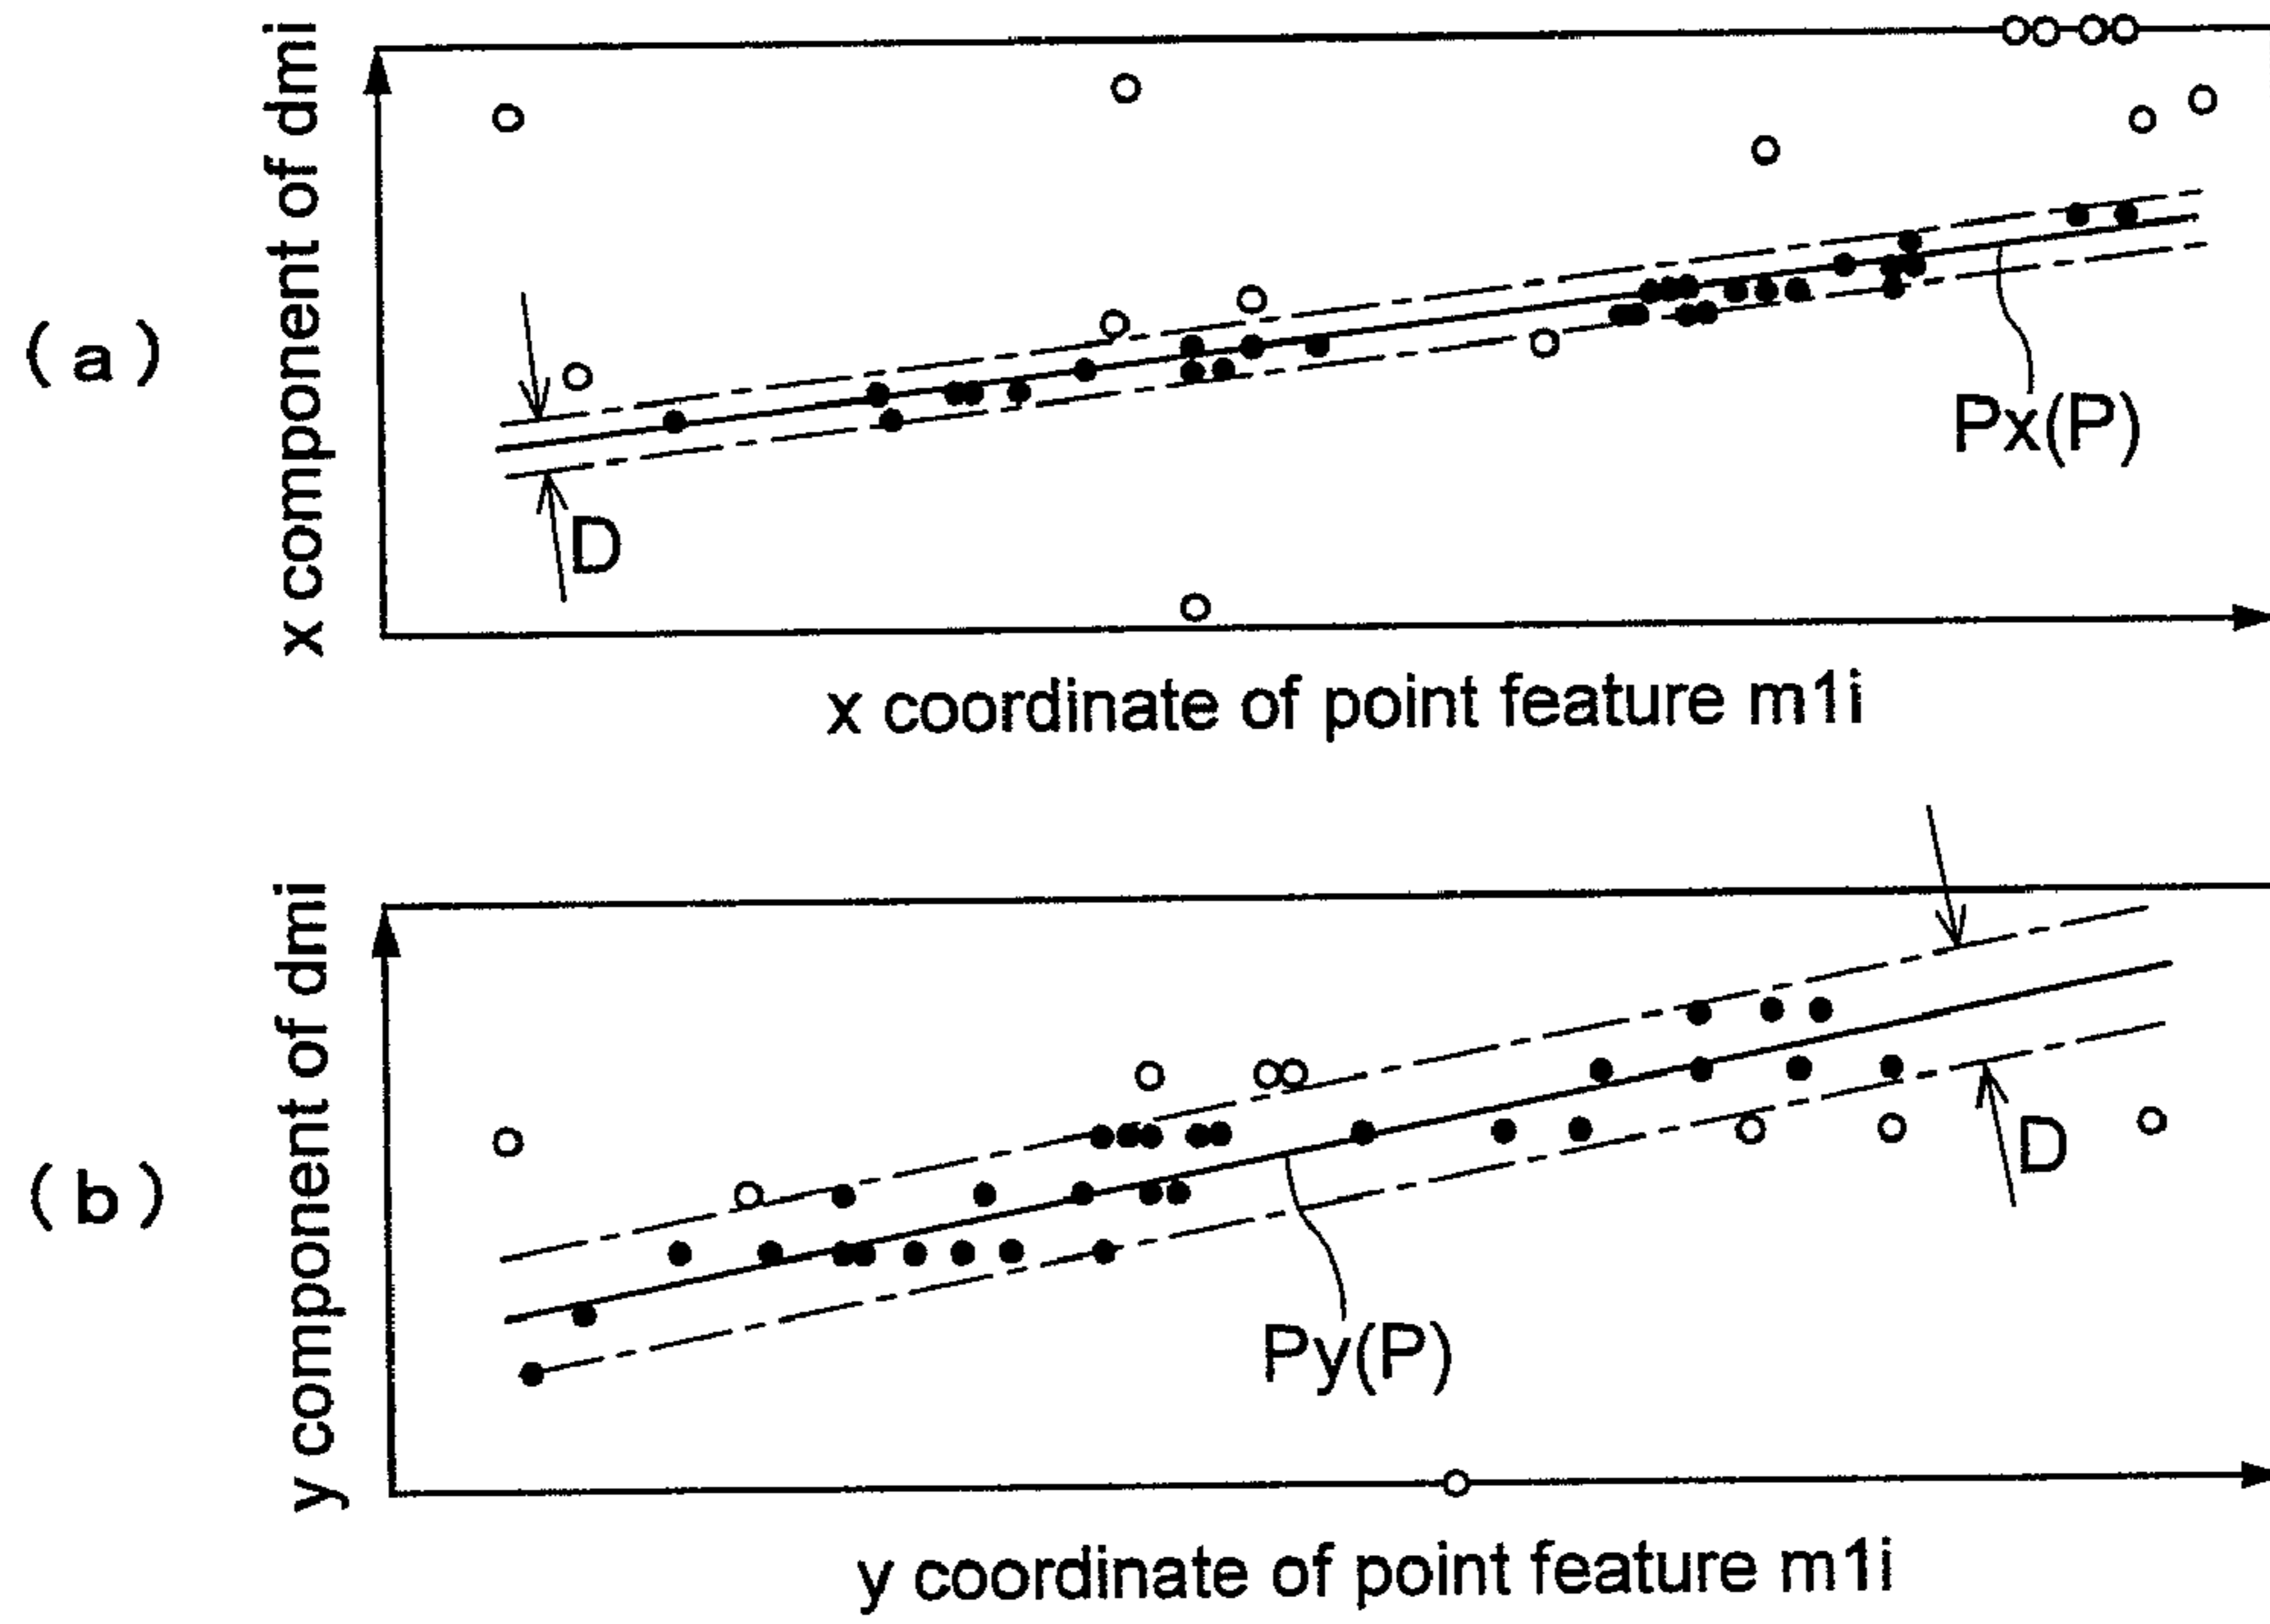 (a)
x component of dmi
D
Px(P)
x coordinate of point feature m1i
(b)
y component of dmi
D
Py(P)
y coordinate of point feature m1i